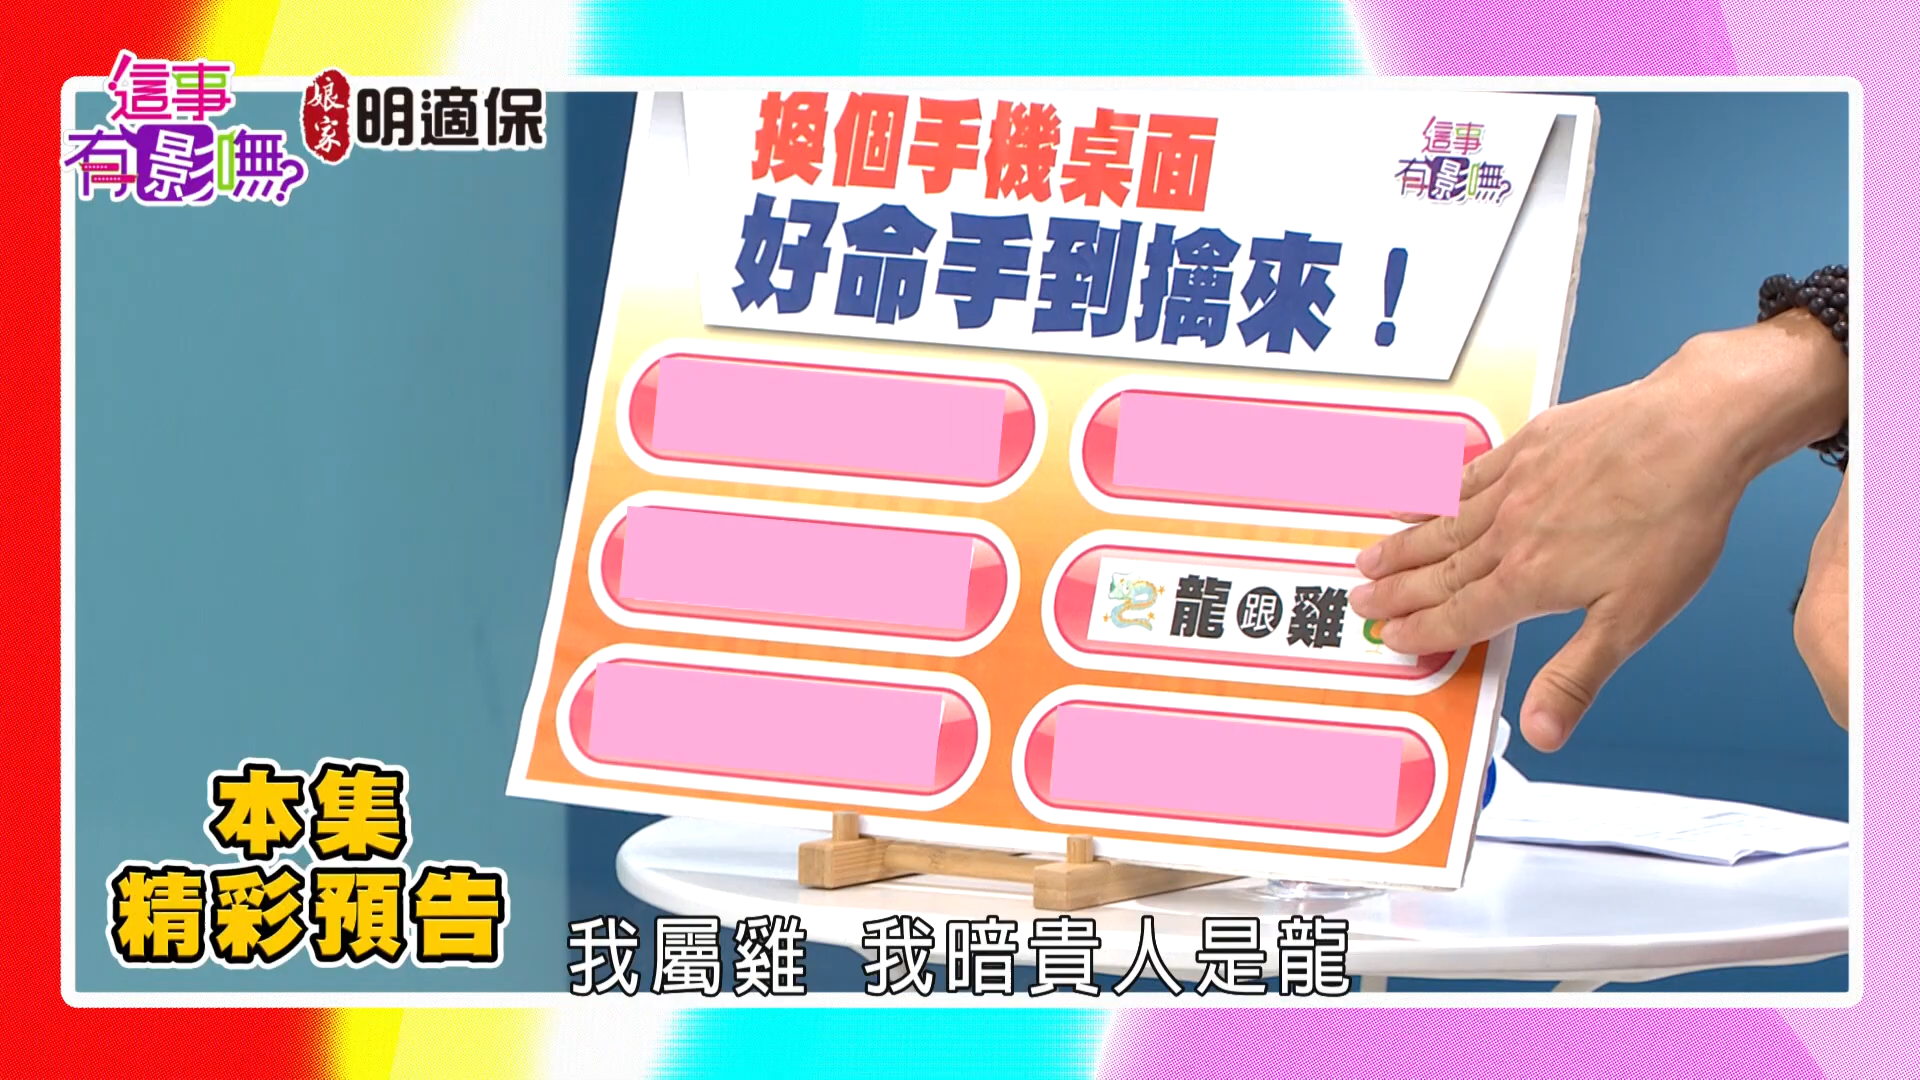 這事
有影嘸?
娘家 明適保
換個手機桌面
這事
有影嘸?
好命手到擒來！
龍跟雞
本集
精彩預告
我屬雞 我暗貴人是龍